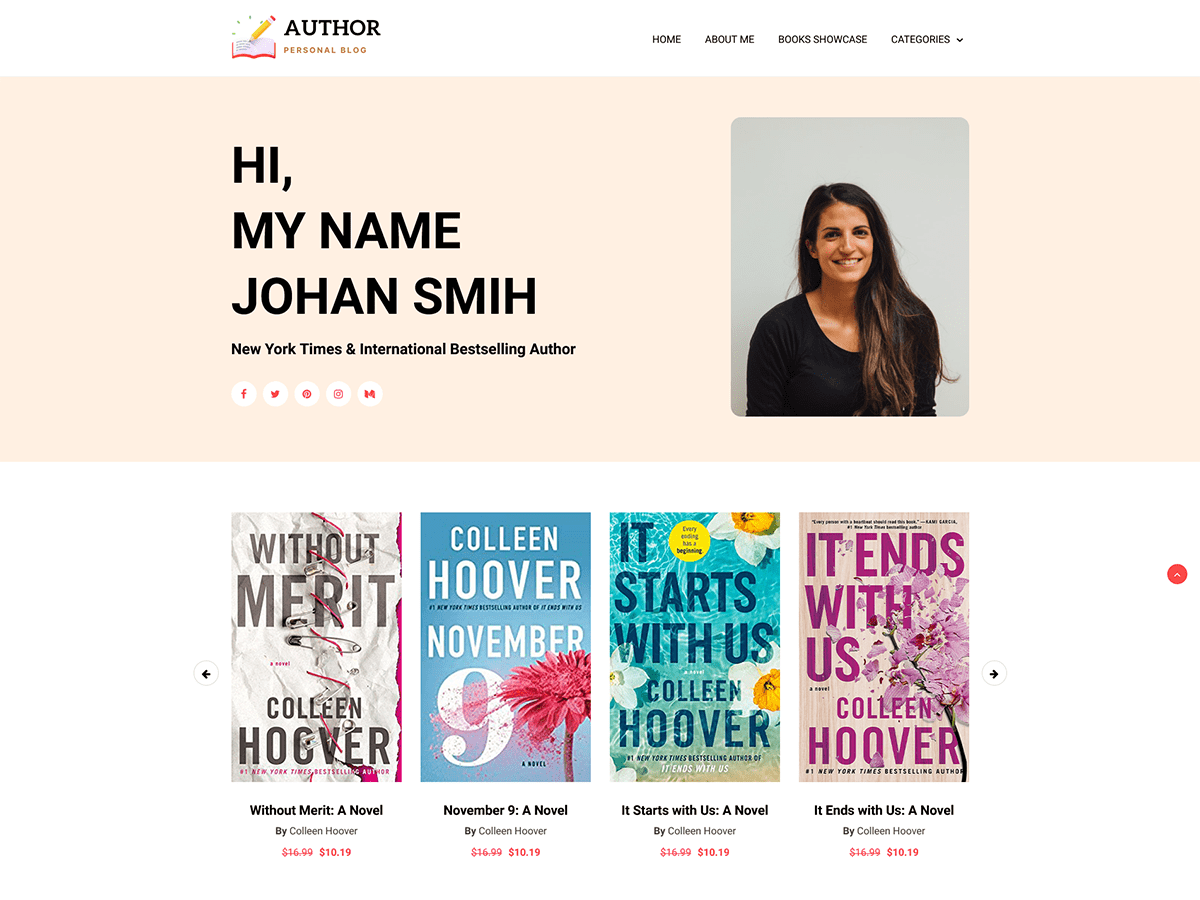 AUTHOR
PERSONAL BLOG
HOME ABOUT ME BOOKS SHOWCASE CATEGORIES
HI,
MY NAME
JOHAN SMIH
New York Times & International Bestselling Author
WITHOUT
MERIT
a novel
COLLEEN
HOOVER
#1 NEW YORK TIMES BESTSELLING AUTHOR
COLLEEN
HOOVER
#1 NEW YORK TIMES BESTSELLING AUTHOR OF IT ENDS WITH US
NOVEMBER
9
A NOVEL
Every
ending
has a
beginning.
IT
STARTS
WITH US
a novel
COLLEEN
HOOVER
#1 NEW YORK TIMES BESTSELLING AUTHOR OF
IT ENDS WITH US
"Every person with a heartbeat should read this book." —KAMI GARCIA,
#1 New York Times bestselling author
IT ENDS
WITH
US
a novel
COLLEEN
HOOVER
#1 NEW YORK TIMES BESTSELLING AUTHOR
Without Merit: A Novel
By Colleen Hoover
$16.99 $10.19
November 9: A Novel
By Colleen Hoover
$16.99 $10.19
It Starts with Us: A Novel
By Colleen Hoover
$16.99 $10.19
It Ends with Us: A Novel
By Colleen Hoover
$16.99 $10.19